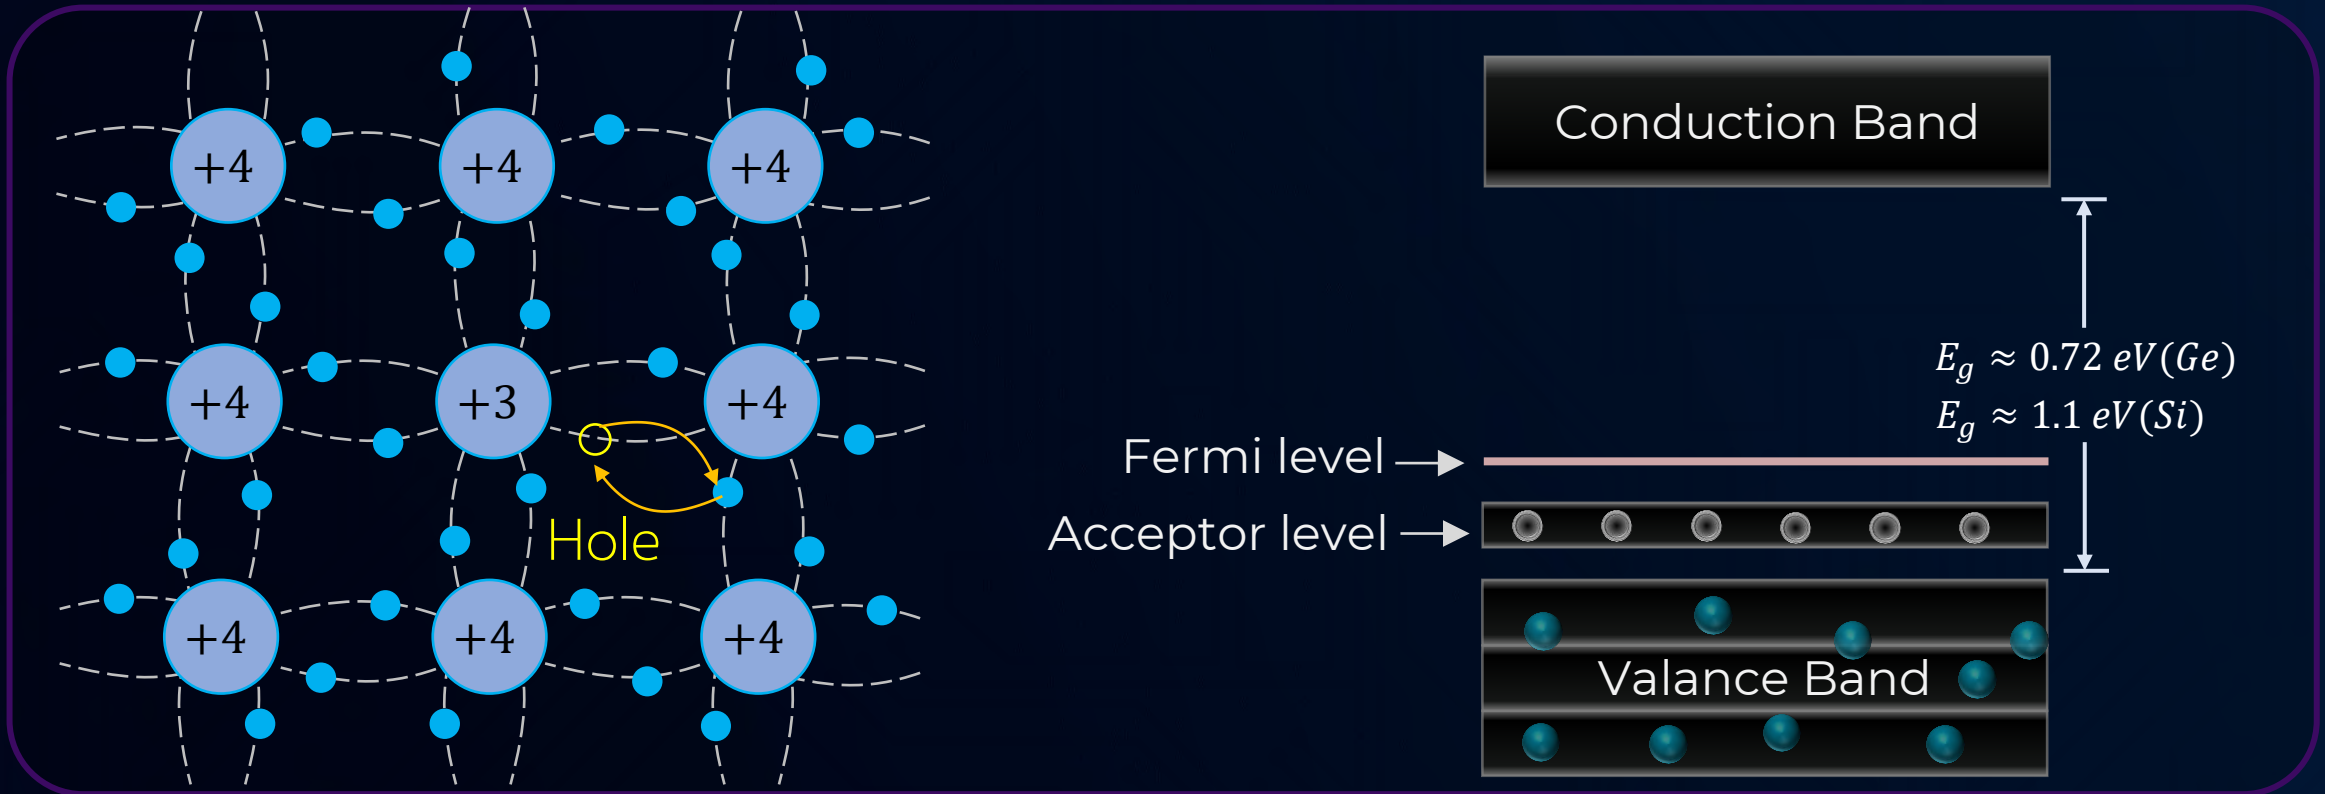 +4
+4
+4
+4
+3
+4
Hole
+4
+4
+4
Conduction Band
E_g ≈ 0.72 eV(Ge)
E_g ≈ 1.1 eV(Si)
Fermi level
Acceptor level
Valance Band